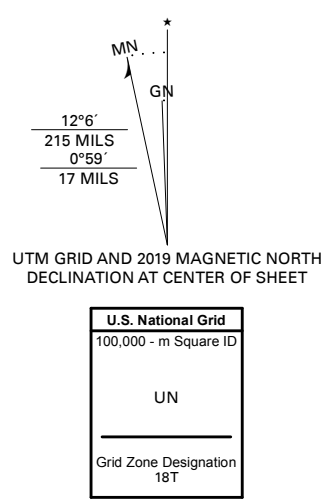 ★
MN
GN
12°6´
215 MILS
0°59´
17 MILS
UTM GRID AND 2019 MAGNETIC NORTH
DECLINATION AT CENTER OF SHEET
U.S. National Grid
100,000 - m Square ID
UN
Grid Zone Designation
18T